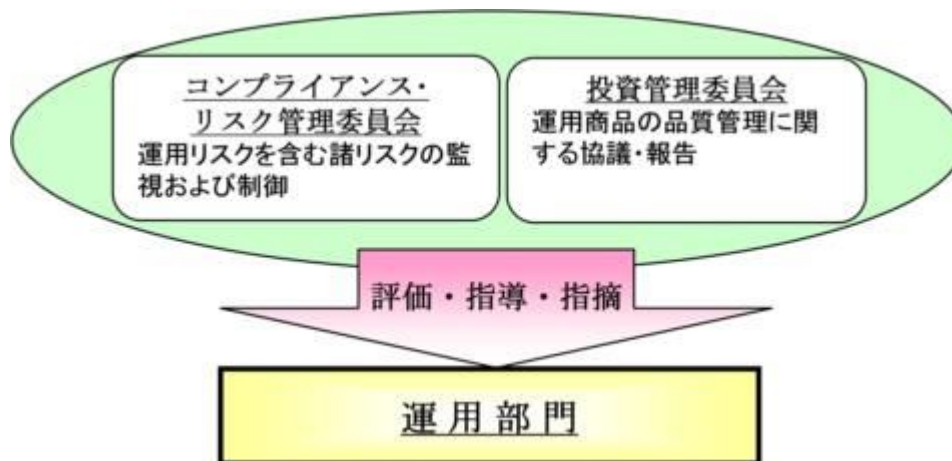 コンプライアンス・
リスク管理委員会
運用リスクを含む諸リスクの監
視および制御
投資管理委員会
運用商品の品質管理に関
する協議・報告
評価・指導・指摘
運用部門